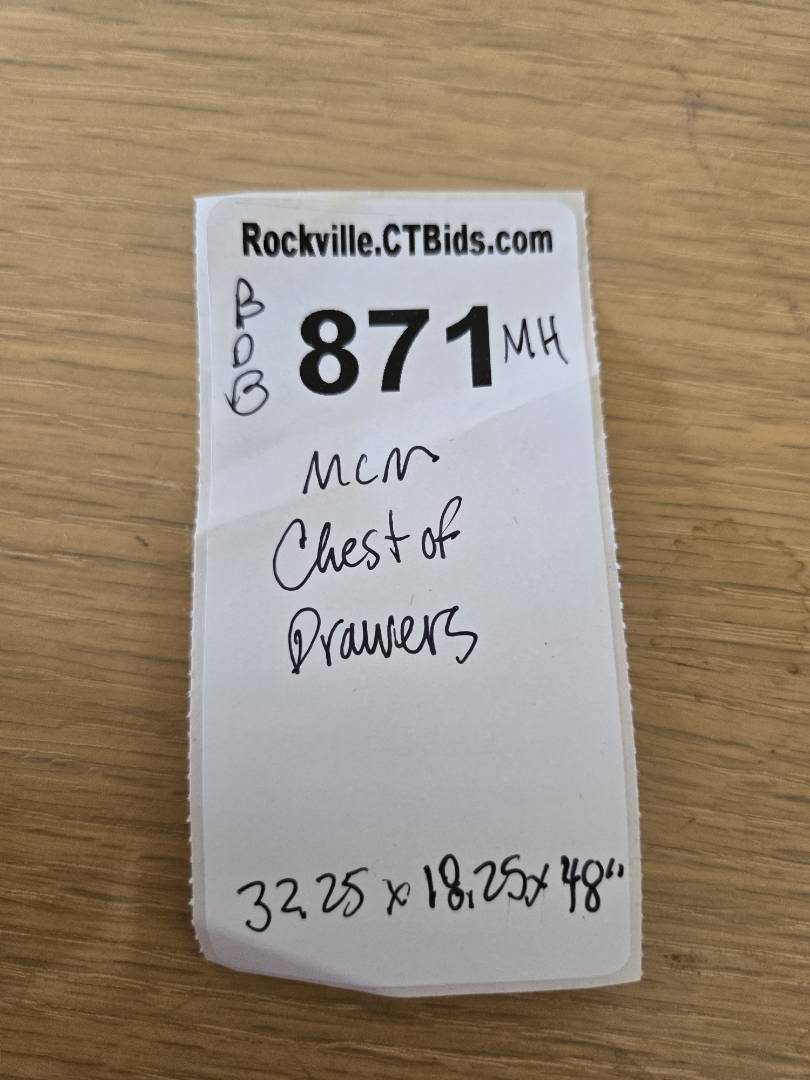 Rockville.CTBids.com
B
D
B
871 MH
MCM
Chest of
Drawers
32.25 x 18.25 x 48"